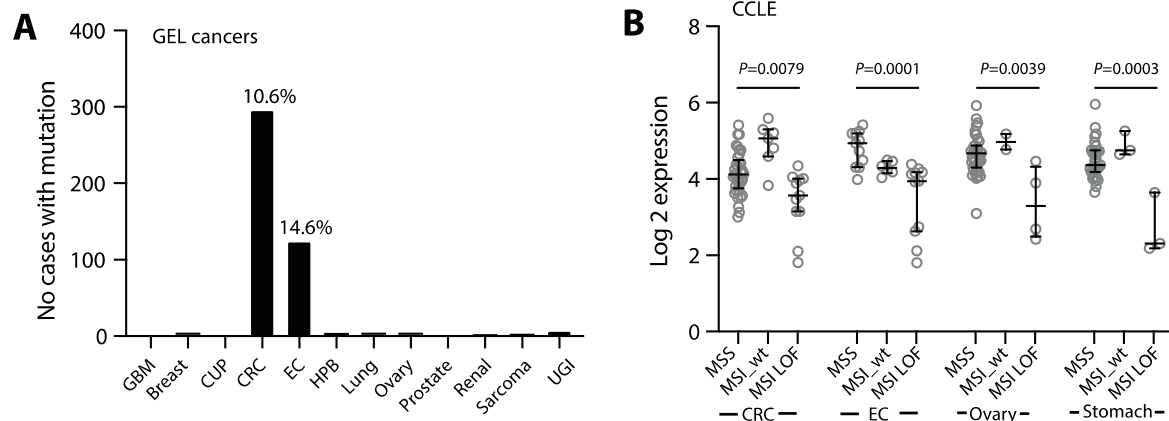 A
GEL cancers
No cases with mutation
400
300
200
100
0
10.6%
14.6%
GBM
Breast
CUP
CRC
EC
HPB
Lung
Ovary
Prostate
Renal
Sarcoma
UGI
B
CCLE
Log 2 expression
8
6
4
2
0
P=0.0079
P=0.0001
P=0.0039
P=0.0003
MSS
MSI_wt
MSI LOF
MSS
MSI_wt
MSI LOF
MSS
MSI_wt
MSI LOF
MSS
MSI_wt
MSI LOF
CRC
EC
Ovary
Stomach